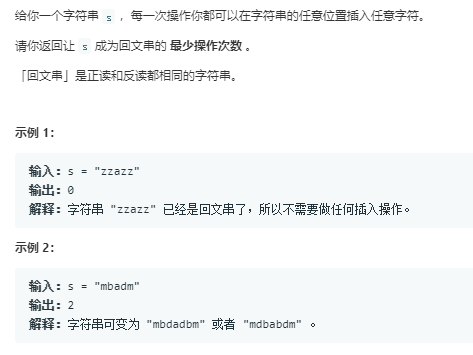 给你一个字符串 s ，每一次操作你都可以在字符串的任意位置插入任意字符。
请你返回让 s 成为回文串的 最少操作次数 。
「回文串」是正读和反读都相同的字符串。
示例 1：
输入：s = "zzazz"
输出：0
解释：字符串 "zzazz" 已经是回文串了，所以不需要做任何插入操作。
示例 2：
输入：s = "mbadm"
输出：2
解释：字符串可变为 "mbdadbm" 或者 "mdbabdm" 。